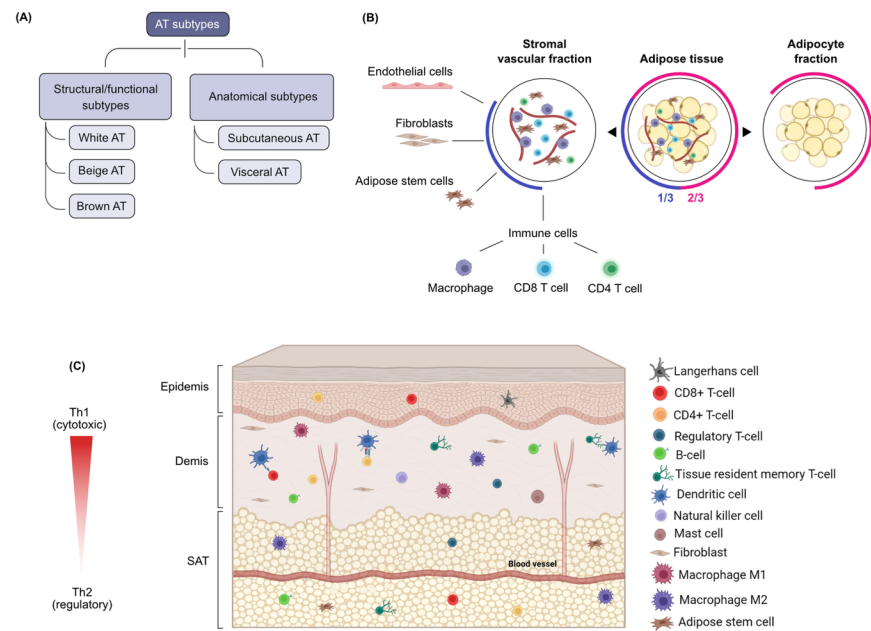 (A)
AT subtypes
Structural/functional
subtypes
White AT
Beige AT
Brown AT
Anatomical subtypes
Subcutaneous AT
Visceral AT
(B)
Stromal
vascular fraction
Adipose tissue
Adipocyte
fraction
Endothelial cells
Fibroblasts
Adipose stem cells
1/3
2/3
Immune cells
Macrophage
CD8 T cell
CD4 T cell
(C)
Th1
(cytotoxic)
Th2
(regulatory)
Epidemis
Demis
SAT
Blood vessel
Langerhans cell
CD8+ T-cell
CD4+ T-cell
Regulatory T-cell
B-cell
Tissue resident memory T-cell
Dendritic cell
Natural killer cell
Mast cell
Fibroblast
Macrophage M1
Macrophage M2
Adipose stem cell